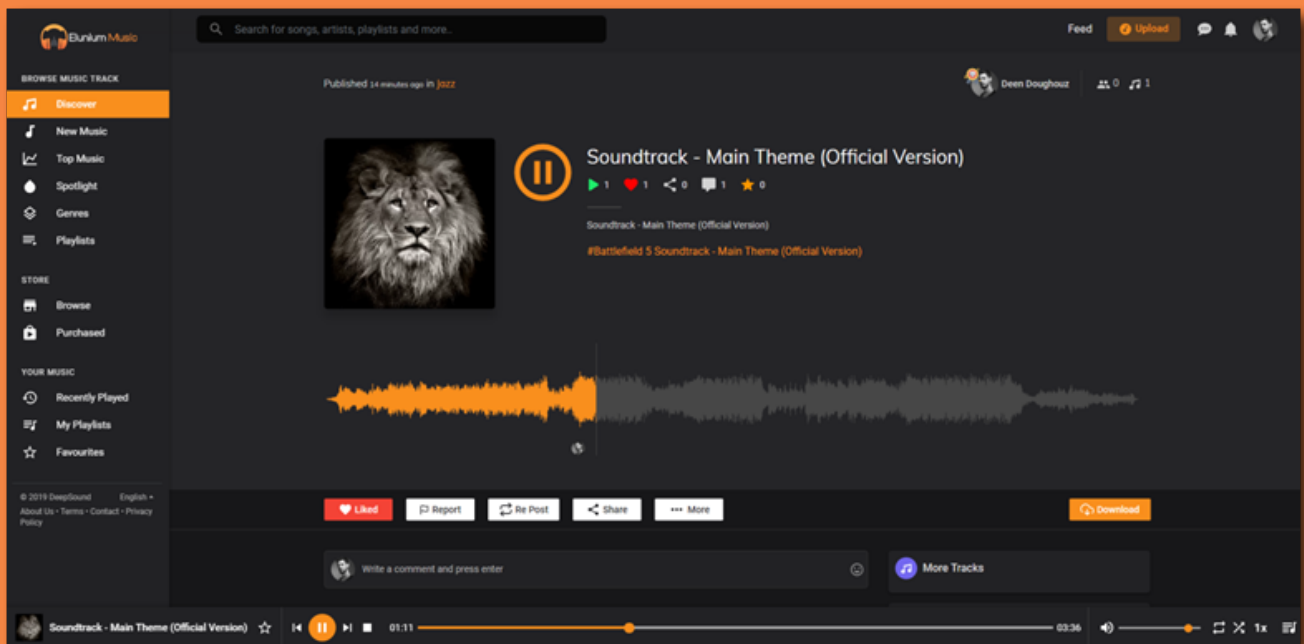 Elunium Music
Search for songs, artists, playlists and more..
Feed
Upload
BROWSE MUSIC TRACK
Discover
New Music
Top Music
Spotlight
Genres
Playlists
STORE
Browse
Purchased
YOUR MUSIC
Recently Played
My Playlists
Favourites
© 2019 DeepSound English
About Us • Terms • Contact • Privacy
Policy
Published 14 minutes ago in Jazz
Deen Doughouz 0 1
Soundtrack - Main Theme (Official Version)
1 1 0 1 0
Soundtrack - Main Theme (Official Version)
#Battlefield 5 Soundtrack - Main Theme (Official Version)
Liked Report Re Post Share More Download
Write a comment and press enter
More Tracks
Soundtrack - Main Theme (Official Version) 01:11 03:36 1x